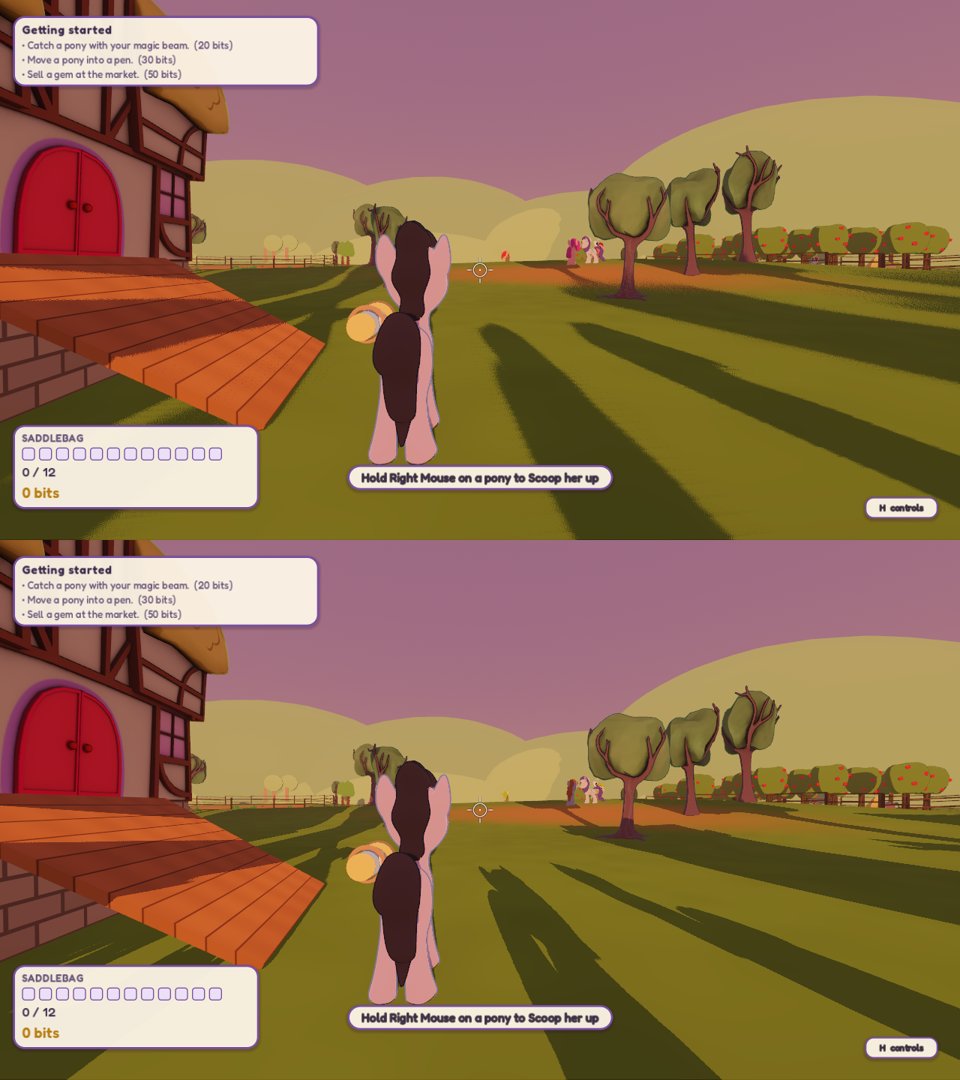 Getting started
• Catch a pony with your magic beam. (20 bits)
• Move a pony into a pen. (30 bits)
• Sell a gem at the market. (50 bits)
SADDLEBAG
0 / 12
0 bits
Hold Right Mouse on a pony to Scoop her up
H controls
Getting started
• Catch a pony with your magic beam. (20 bits)
• Move a pony into a pen. (30 bits)
• Sell a gem at the market. (50 bits)
SADDLEBAG
0 / 12
0 bits
Hold Right Mouse on a pony to Scoop her up
H controls